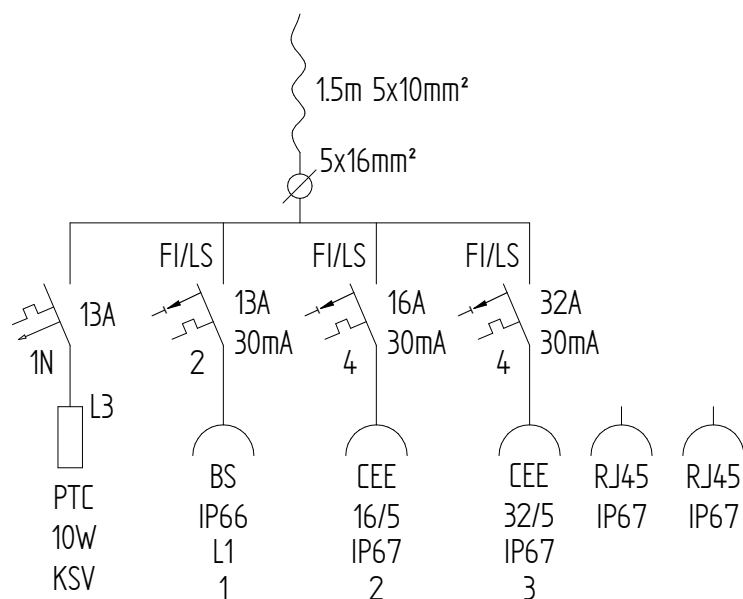 1.5m 5x10mm²
5x16mm²
FI/LS
FI/LS
FI/LS
13A
1N
L3
PTC
10W
KSV
13A
30mA
2
BS
IP66
L1
1
16A
30mA
4
CEE
16/5
IP67
2
32A
30mA
4
CEE
32/5
IP67
3
RJ45
IP67
RJ45
IP67